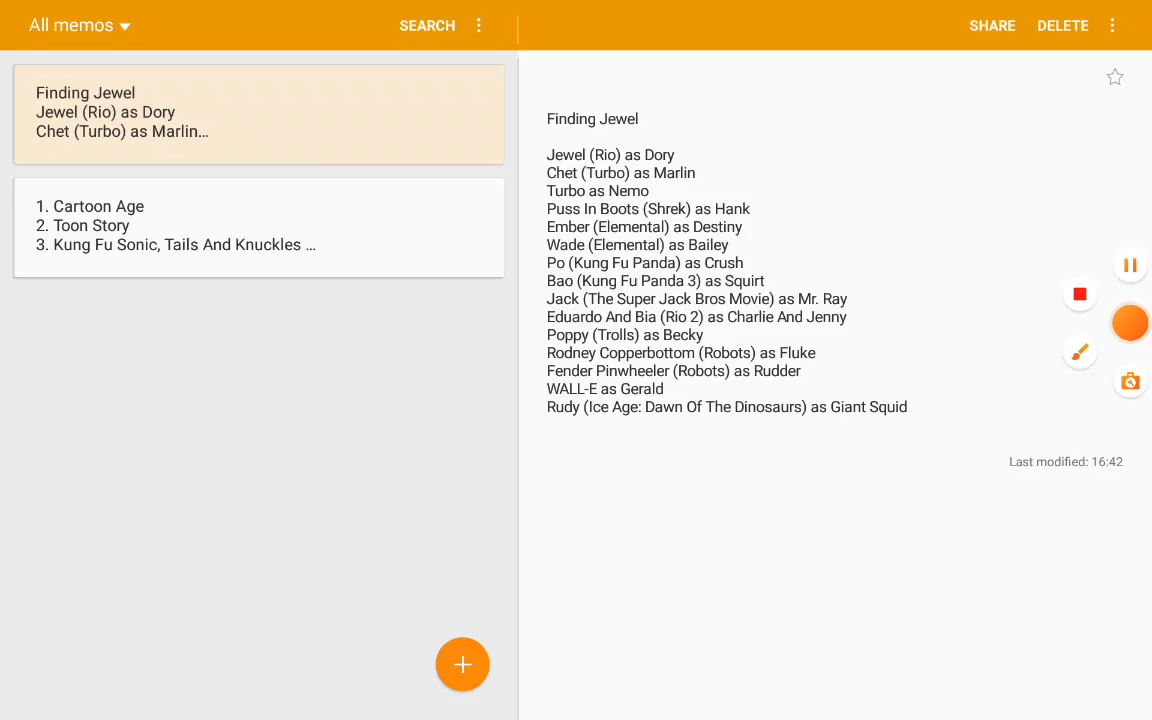 All memos
SEARCH
SHARE
DELETE
Finding Jewel
Jewel (Rio) as Dory
Chet (Turbo) as Marlin...
1. Cartoon Age
2. Toon Story
3. Kung Fu Sonic, Tails And Knuckles ...
Finding Jewel
Jewel (Rio) as Dory
Chet (Turbo) as Marlin
Turbo as Nemo
Puss In Boots (Shrek) as Hank
Ember (Elemental) as Destiny
Wade (Elemental) as Bailey
Po (Kung Fu Panda) as Crush
Bao (Kung Fu Panda 3) as Squirt
Jack (The Super Jack Bros Movie) as Mr. Ray
Eduardo And Bia (Rio 2) as Charlie And Jenny
Poppy (Trolls) as Becky
Rodney Copperbottom (Robots) as Fluke
Fender Pinwheeler (Robots) as Rudder
WALL-E as Gerald
Rudy (Ice Age: Dawn Of The Dinosaurs) as Giant Squid
Last modified: 16:42